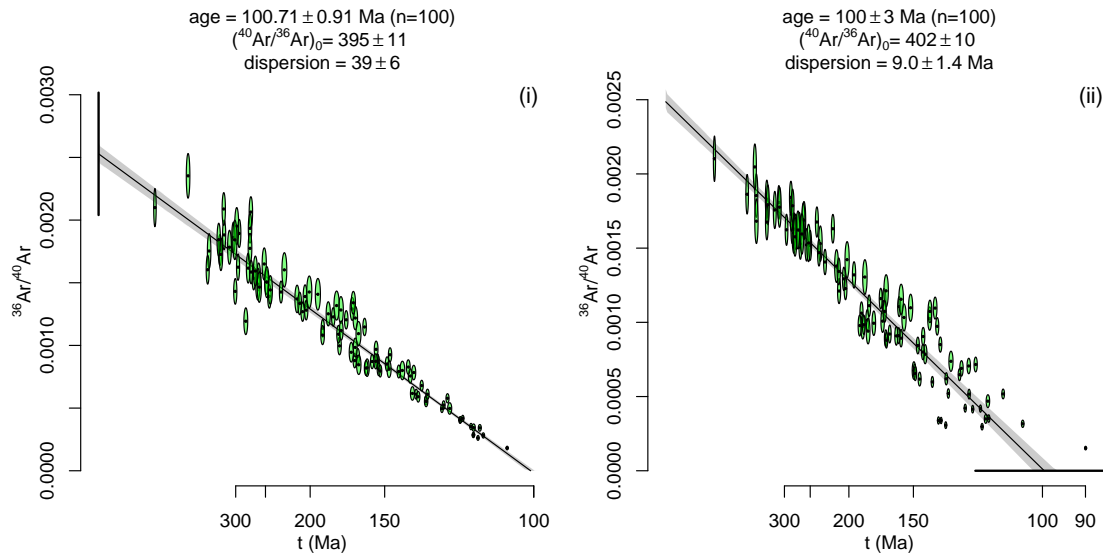 age = 100.71 ± 0.91 Ma (n=100)
(⁴⁰Ar/³⁶Ar)₀= 395 ± 11
dispersion = 39 ± 6
(i)
³⁶Ar/⁴⁰Ar
0.0030
0.0020
0.0010
0.0000
300 200 150 100
t (Ma)
age = 100 ± 3 Ma (n=100)
(⁴⁰Ar/³⁶Ar)₀= 402 ± 10
dispersion = 9.0 ± 1.4 Ma
(ii)
³⁶Ar/⁴⁰Ar
0.0025
0.0020
0.0015
0.0010
0.0005
0.0000
300 200 150 100 90
t (Ma)